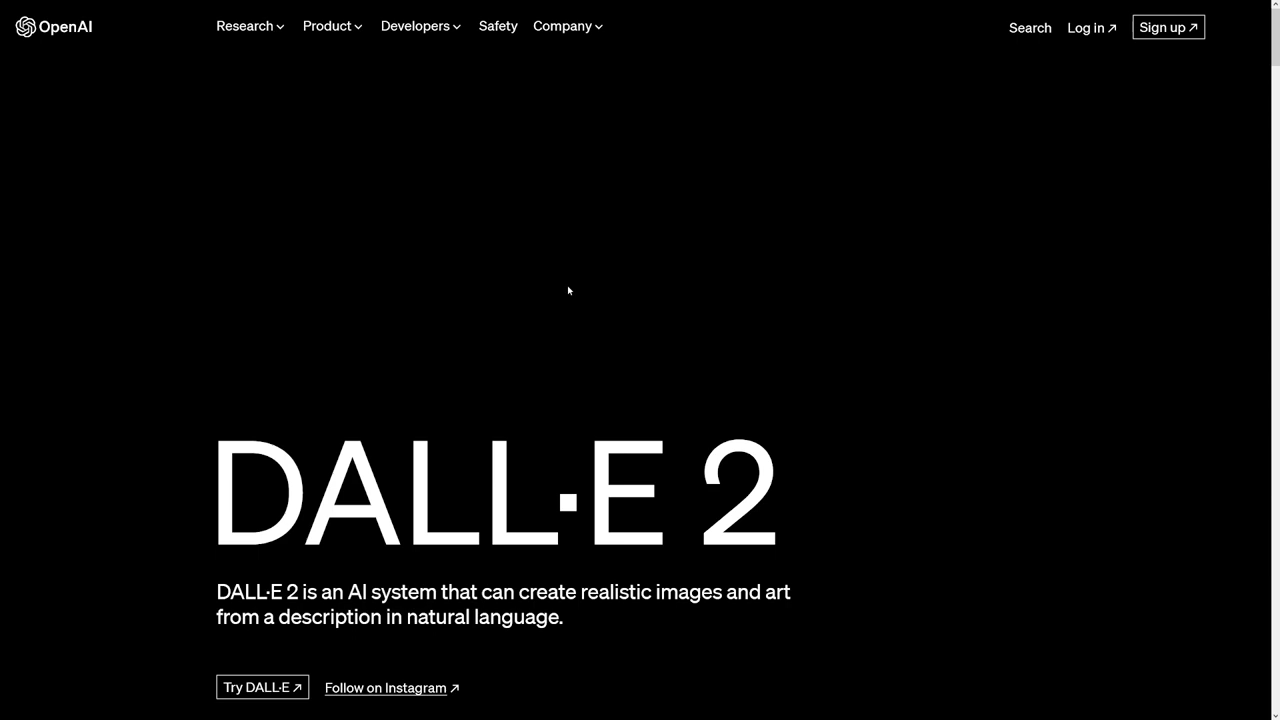 OpenAI
Research Product Developers Safety Company
Search Log in ↗ Sign up ↗
DALL·E 2
DALL·E 2 is an AI system that can create realistic images and art
from a description in natural language.
Try DALL·E ↗ Follow on Instagram ↗